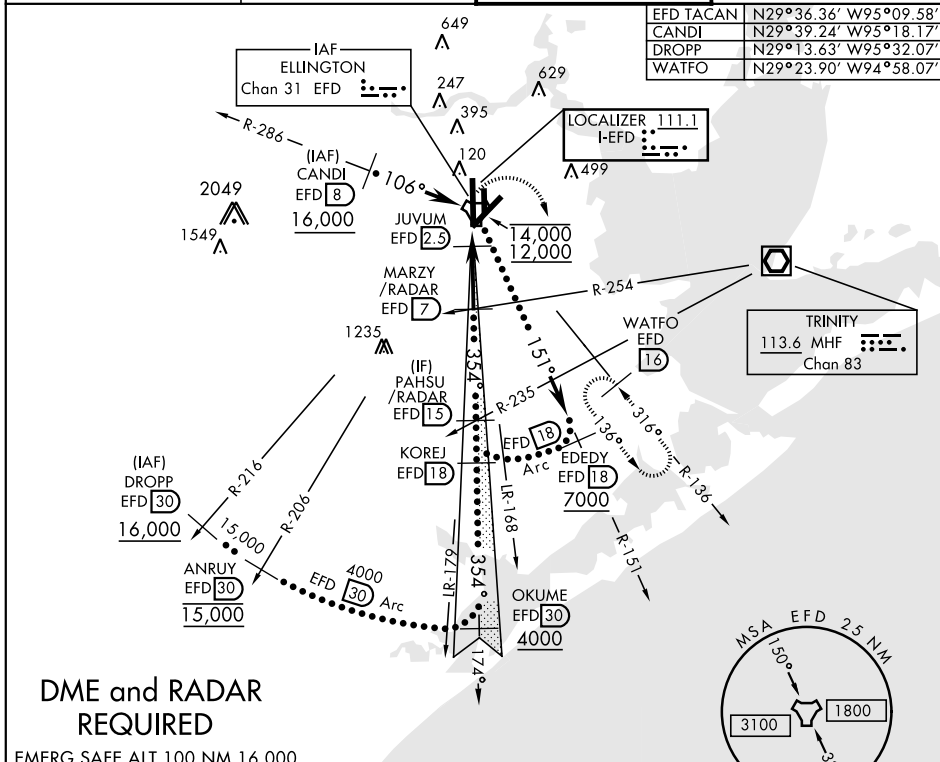 EFD TACAN N29°36.36' W95°09.58'
CANDI N29°39.24' W95°18.17'
DROPP N29°13.63' W95°32.07'
WATFO N29°23.90' W94°58.07'
649
IAF
ELLINGTON
Chan 31 EFD
247
629
395
LOCALIZER 111.1
I-EFD
R-286
120
499
(IAF)
CANDI
EFD 8
16,000
106°
2049
1549
JUVUM
EFD 2.5
14,000
12,000
MARZY
/RADAR
EFD 7
R-254
TRINITY
113.6 MHF
Chan 83
WATFO
EFD
16
1235
151°
354°
(IF)
PAHSU
/RADAR
EFD 15
R-235
316°
136°
KOREJ
EFD 18
EFD 18
Arc
EDEDY
EFD 18
7000
R-136
(IAF)
DROPP
EFD 30
16,000
R-216
R-206
LR-168
R-151
15,000
LR-179
354°
ANRUY
EFD 30
15,000
4000
EFD 30 Arc
OKUME
EFD 30
4000
174°
MSA EFD 25 NM
150°
3100
1800
DME and RADAR
REQUIRED
EMERG SAFE ALT 100 NM 16,000